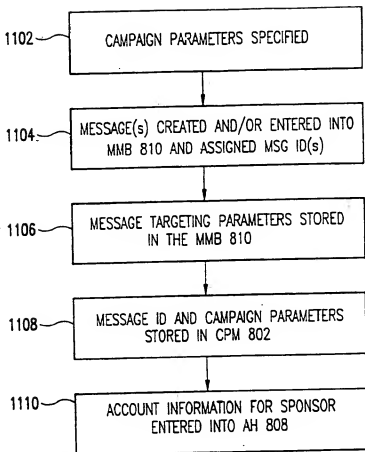 1102
CAMPAIGN PARAMETERS SPECIFIED
1104
MESSAGE(S) CREATED AND/OR ENTERED INTO
MMB 810 AND ASSIGNED MSG ID(S)
1106
MESSAGE TARGETING PARAMETERS STORED
IN THE MMB 810
1108
MESSAGE ID AND CAMPAIGN PARAMETERS
STORED IN CPM 802
1110
ACCOUNT INFORMATION FOR SPONSOR
ENTERED INTO AH 808